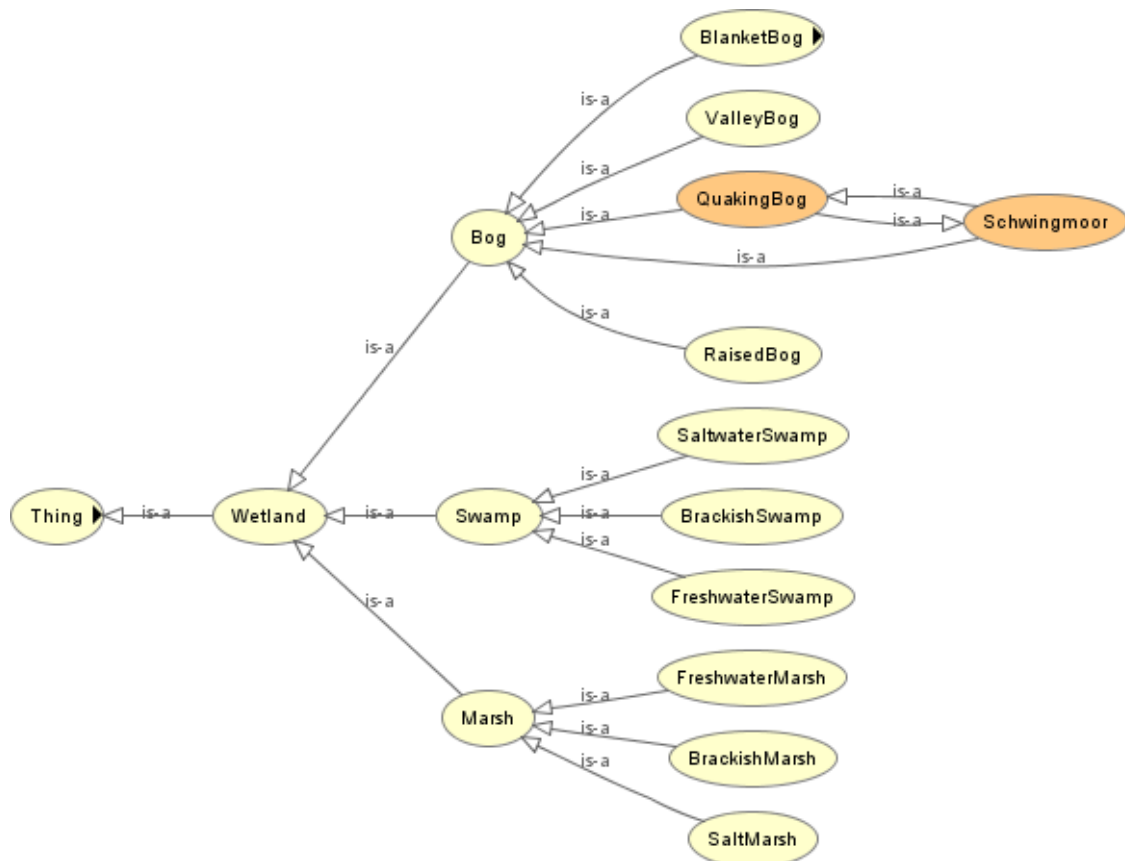 BlanketBog
is-a
ValleyBog
is-a
QuakingBog
is-a
is-a
is-a
Schwingmoor
Bog
is-a
is-a
is-a
RaisedBog
SaltwaterSwamp
is-a
Thing
is-a
Wetland
is-a
Swamp
is-a
BrackishSwamp
is-a
FreshwaterSwamp
is-a
FreshwaterMarsh
is-a
Marsh
is-a
BrackishMarsh
is-a
SaltMarsh